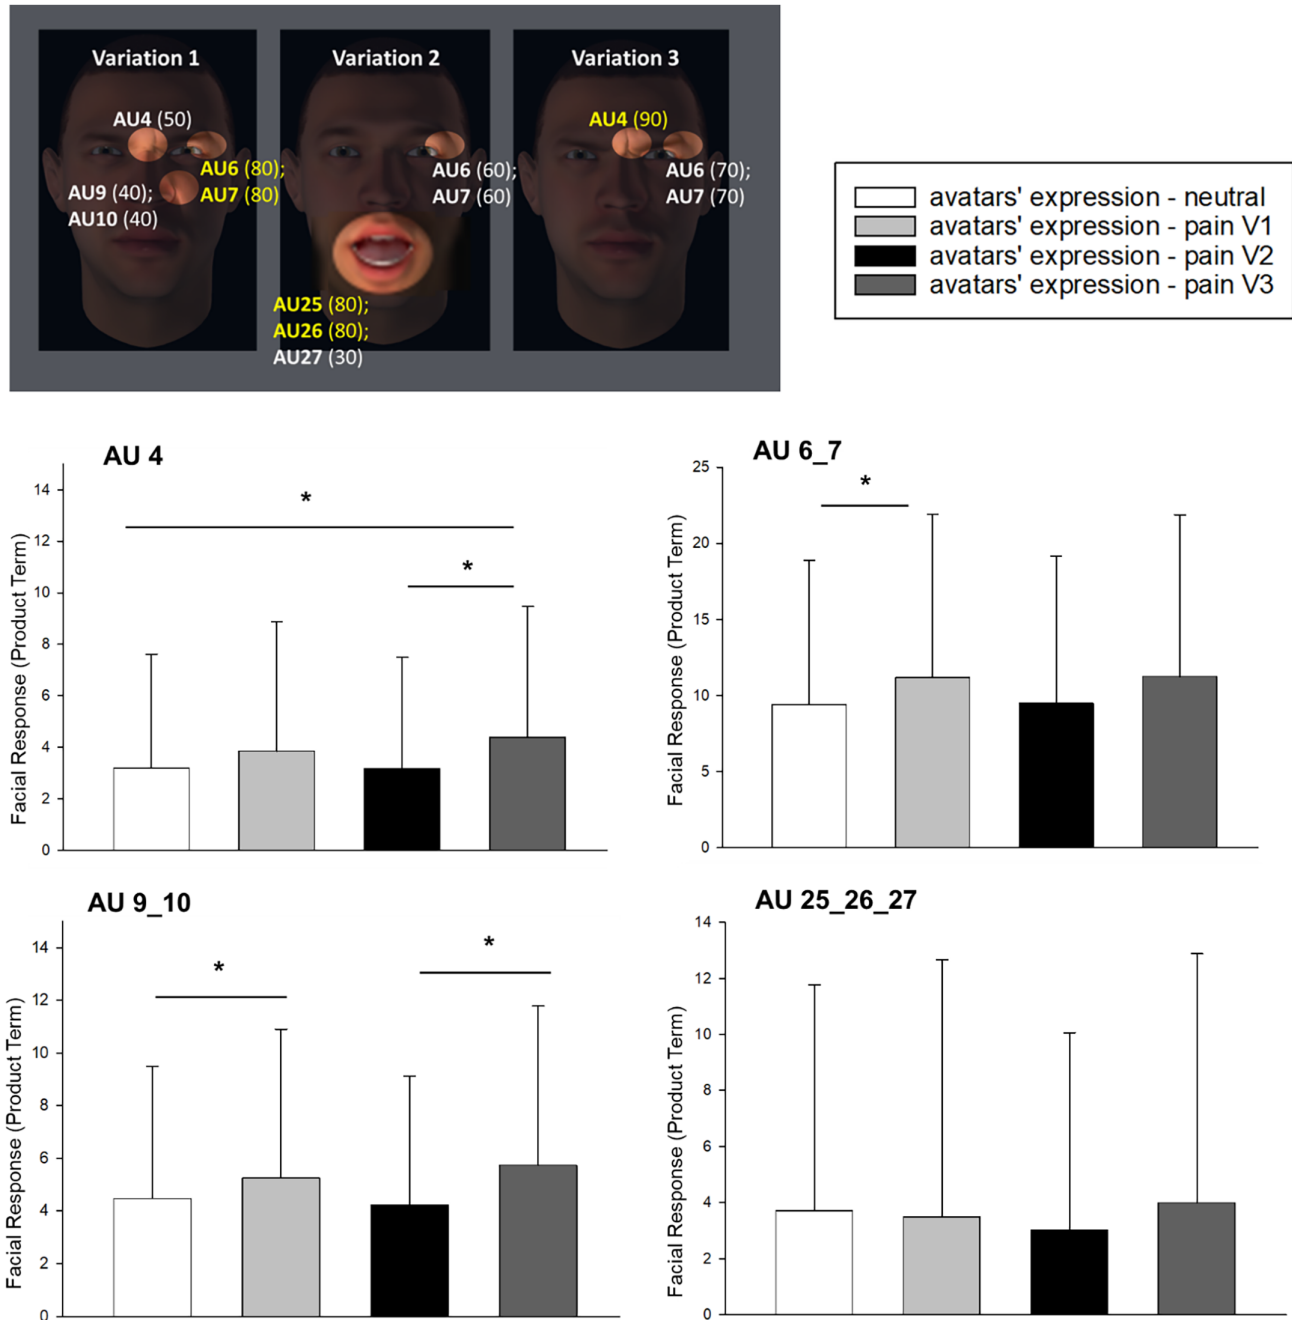 Variation 1
AU4 (50)
AU6 (80);
AU7 (80)
AU9 (40);
AU10 (40)
Variation 2
AU6 (60);
AU7 (60)
AU25 (80);
AU26 (80);
AU27 (30)
Variation 3
AU4 (90)
AU6 (70);
AU7 (70)
avatars' expression - neutral
avatars' expression - pain V1
avatars' expression - pain V2
avatars' expression - pain V3
AU 4
Facial Response (Product Term)
14
12
10
8
6
4
2
0
*
*
AU 6_7
Facial Response (Product Term)
25
20
15
10
5
0
*
AU 9_10
Facial Response (Product Term)
14
12
10
8
6
4
2
0
*
*
AU 25_26_27
Facial Response (Product Term)
14
12
10
8
6
4
2
0